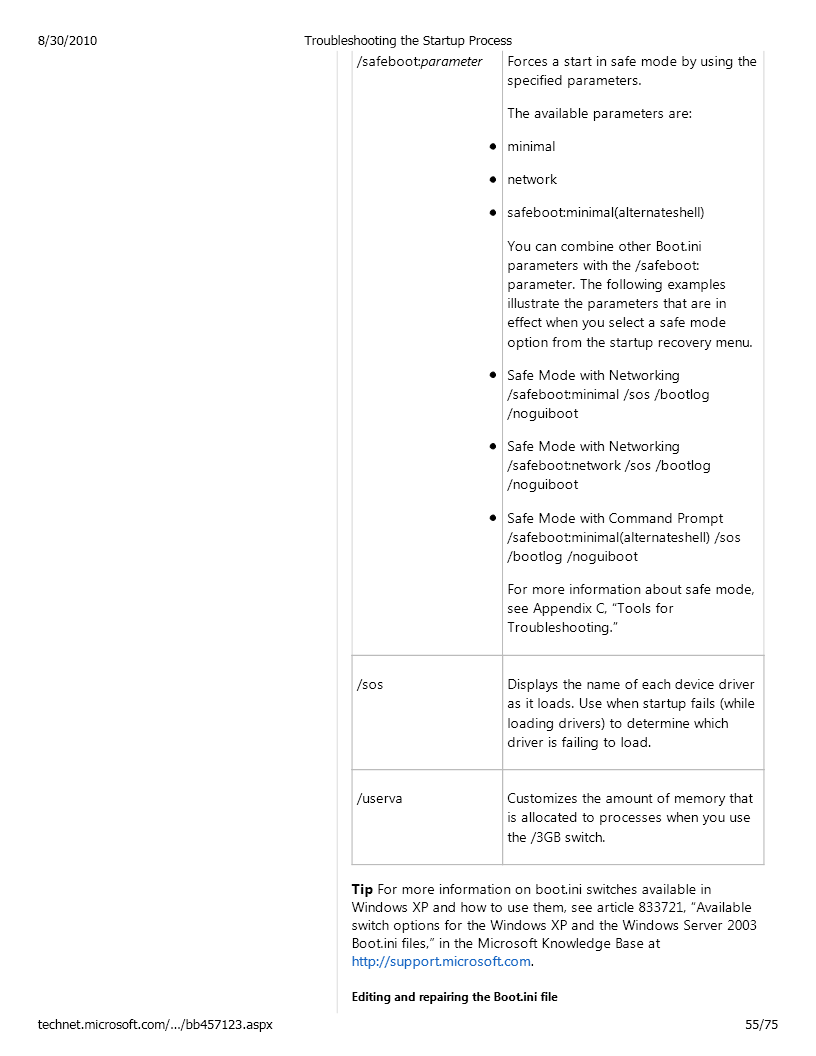 8/30/2010 Troubleshooting the Startup Process
/safeboot:parameter Forces a start in safe mode by using the
specified parameters.
The available parameters are:
• minimal
• network
• safeboot:minimal(alternateshell)
You can combine other Boot.ini
parameters with the /safeboot:
parameter. The following examples
illustrate the parameters that are in
effect when you select a safe mode
option from the startup recovery menu.
• Safe Mode with Networking
/safeboot:minimal /sos /bootlog
/noguiboot
• Safe Mode with Networking
/safeboot:network /sos /bootlog
/noguiboot
• Safe Mode with Command Prompt
/safeboot:minimal(alternateshell) /sos
/bootlog /noguiboot
For more information about safe mode,
see Appendix C, “Tools for
Troubleshooting.”
/sos Displays the name of each device driver
as it loads. Use when startup fails (while
loading drivers) to determine which
driver is failing to load.
/userva Customizes the amount of memory that
is allocated to processes when you use
the /3GB switch.
Tip For more information on boot.ini switches available in
Windows XP and how to use them, see article 833721, “Available
switch options for the Windows XP and the Windows Server 2003
Boot.ini files,” in the Microsoft Knowledge Base at
http://support.microsoft.com.
Editing and repairing the Boot.ini file
technet.microsoft.com/.../bb457123.aspx 55/75